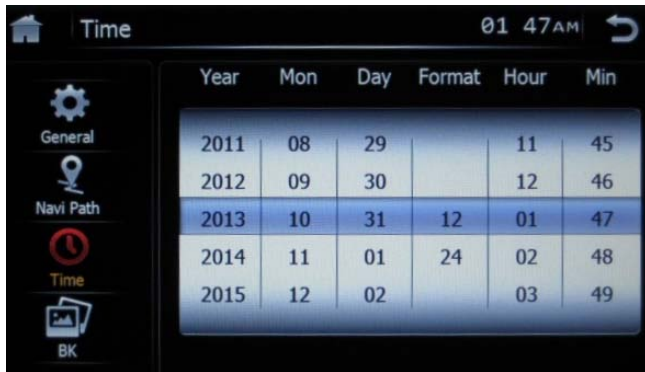 Time 01 47AM
Year Mon Day Format Hour Min
General
2011 08 29 11 45
2012 09 30 12 46
Navi Path
2013 10 31 12 01 47
2014 11 01 24 02 48
Time
2015 12 02 03 49
BK